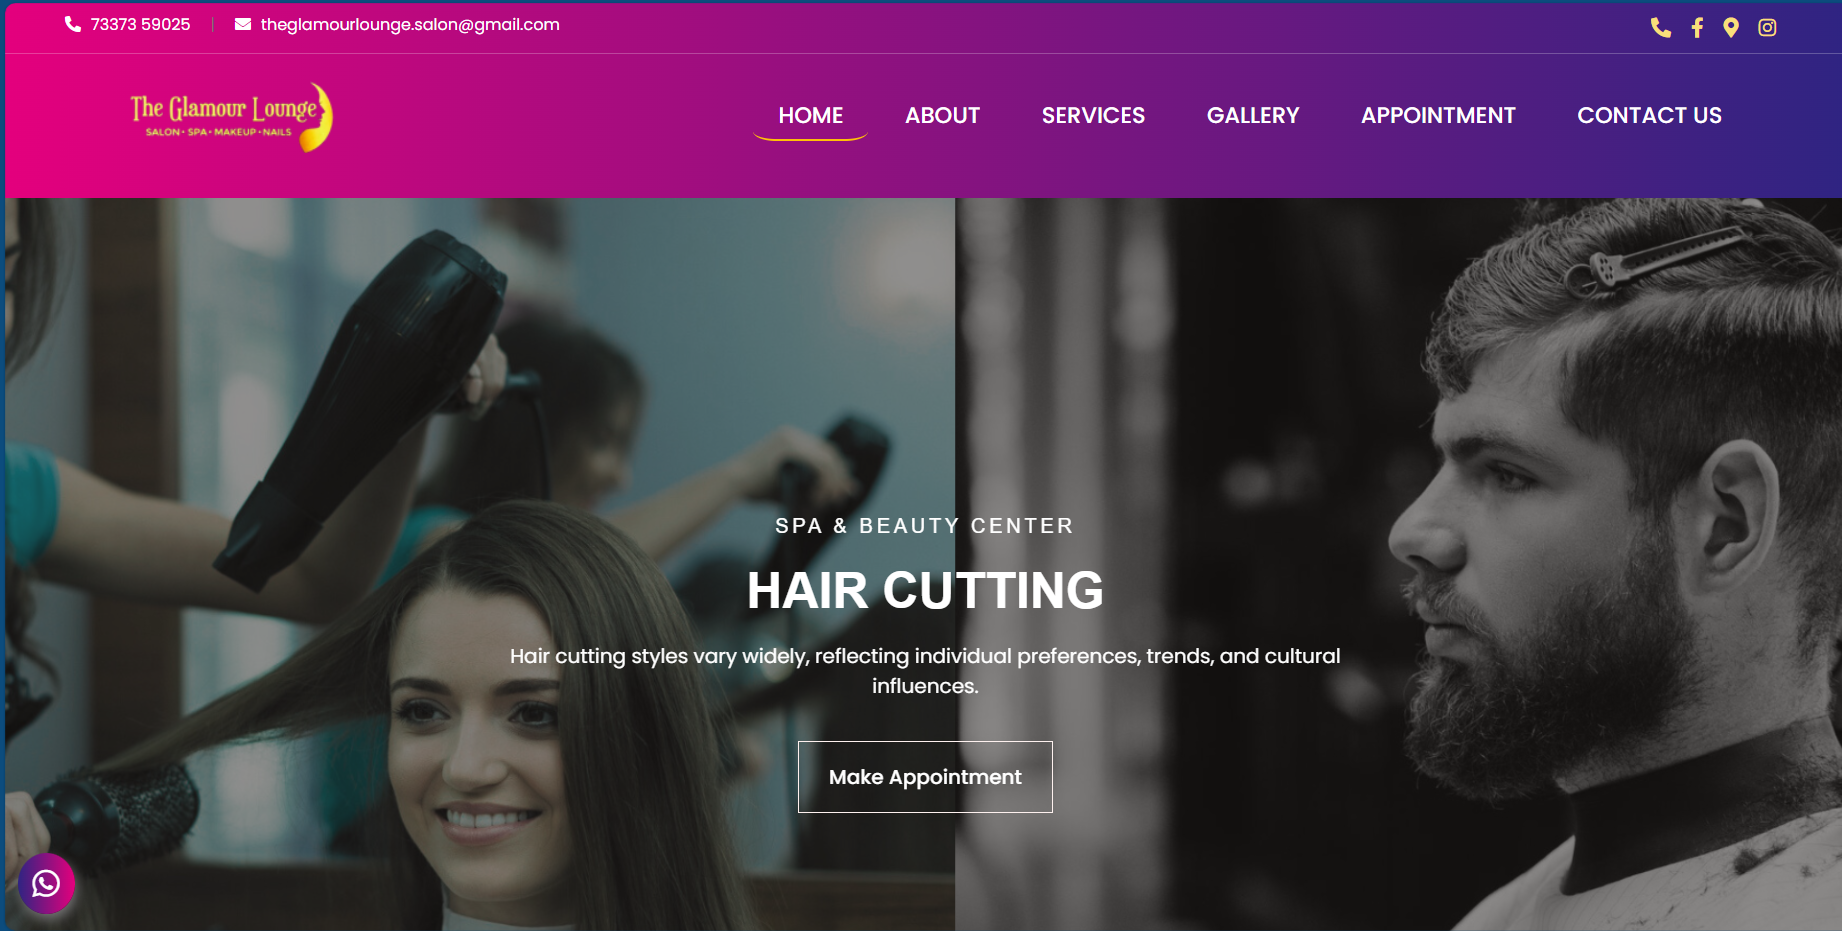 73373 59025
theglamourlounge.salon@gmail.com
The Glamour Lounge
SALON • SPA • MAKEUP • NAILS
HOME
ABOUT
SERVICES
GALLERY
APPOINTMENT
CONTACT US
SPA & BEAUTY CENTER
HAIR CUTTING
Hair cutting styles vary widely, reflecting individual preferences, trends, and cultural
influences.
Make Appointment